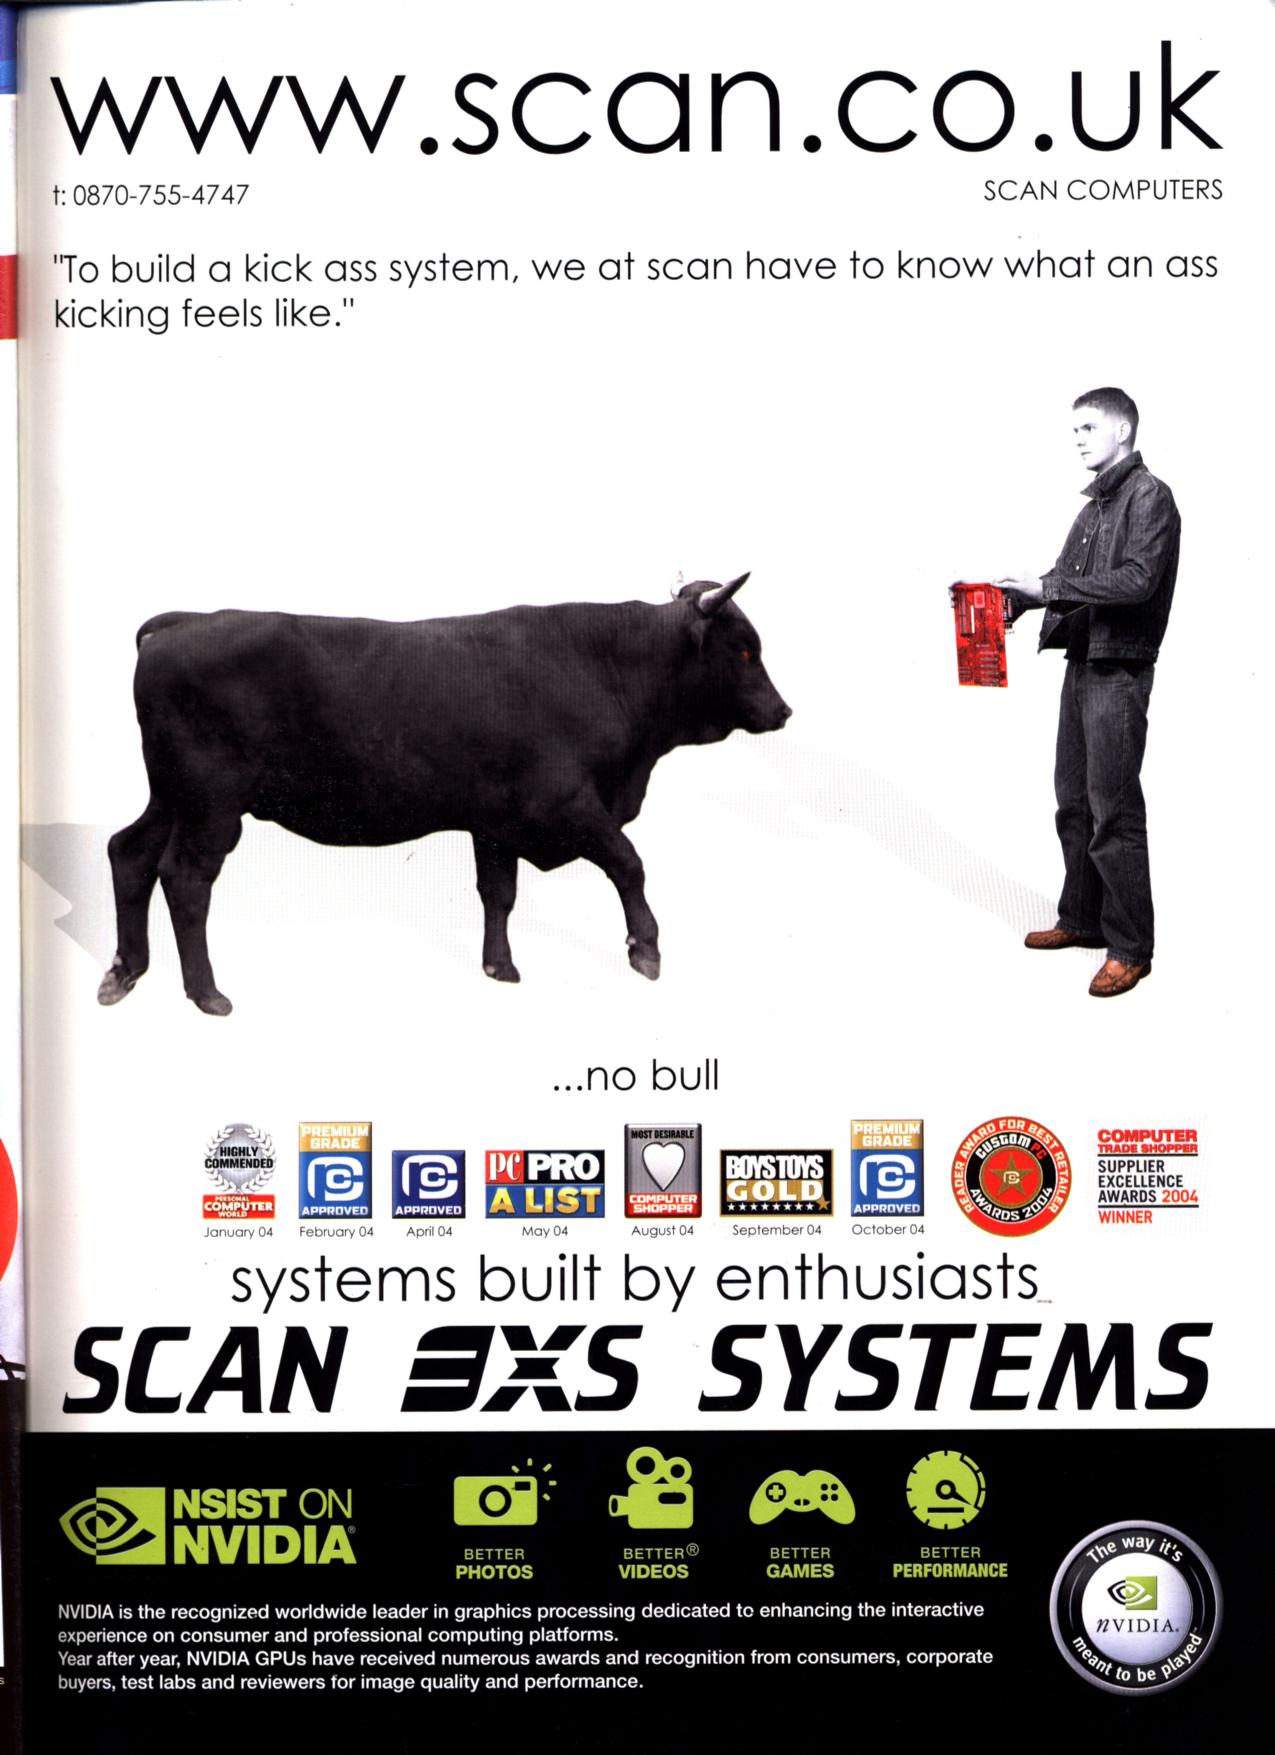 www.scan.co.uk
t: 0870-755-4747
SCAN COMPUTERS
"To build a kick ass system, we at scan have to know what an ass
kicking feels like."
...no bull
HIGHLY
COMMENDED
PERSONAL
COMPUTER
WORLD
January 04
PREMIUM
GRADE
APPROVED
February 04
APPROVED
April 04
PC PRO
A LIST
May 04
MOST DESIRABLE
COMPUTER
SHOPPER
August 04
BOYS TOYS
GOLD
September 04
PREMIUM
GRADE
APPROVED
October 04
READER AWARD FOR BEST RETAILER
CUSTOM PC
AWARDS 2004
COMPUTER
TRADE SHOPPER
SUPPLIER
EXCELLENCE
AWARDS 2004
WINNER
systems built by enthusiasts
SCAN 3XS SYSTEMS
NSIST ON
NVIDIA®
BETTER
PHOTOS
BETTER®
VIDEOS
BETTER
GAMES
BETTER
PERFORMANCE
NVIDIA is the recognized worldwide leader in graphics processing dedicated to enhancing the interactive
experience on consumer and professional computing platforms.
Year after year, NVIDIA GPUs have received numerous awards and recognition from consumers, corporate
buyers, test labs and reviewers for image quality and performance.
The way it's
nVIDIA.
meant to be played™